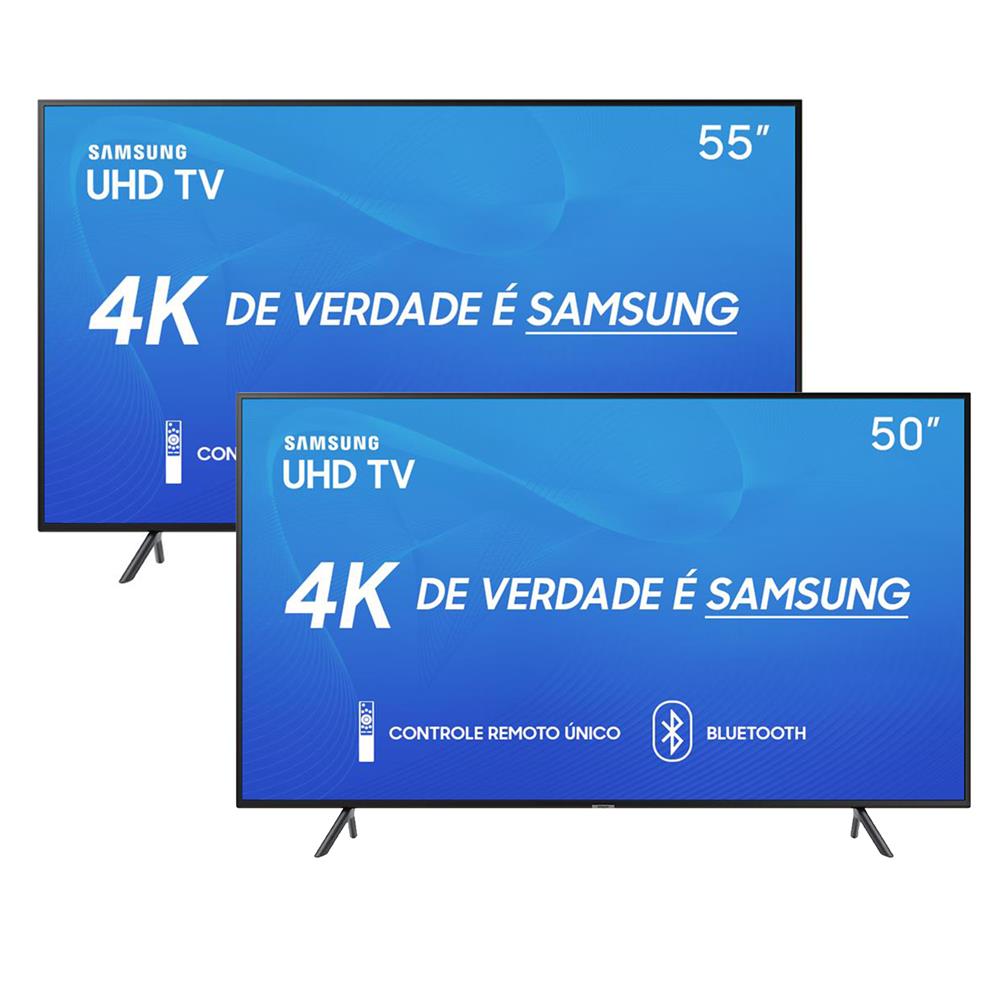 SAMSUNG
UHD TV
55"
4K DE VERDADE É SAMSUNG
SAMSUNG
UHD TV
50"
4K DE VERDADE É SAMSUNG
CONTROLE REMOTO ÚNICO
BLUETOOTH